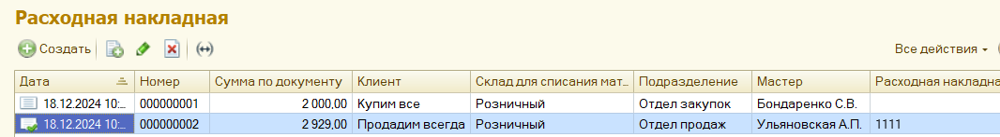 Расходная накладная
Создать Все действия
Дата Номер Сумма по документу Клиент Склад для списания мат... Подразделение Мастер Расходная накладна
18.12.2024 10:... 000000001 2 000,00 Купим все Розничный Отдел закупок Бондаренко С.В.
18.12.2024 10:... 000000002 2 929,00 Продадим всегда Розничный Отдел продаж Ульяновская А.П. 1111